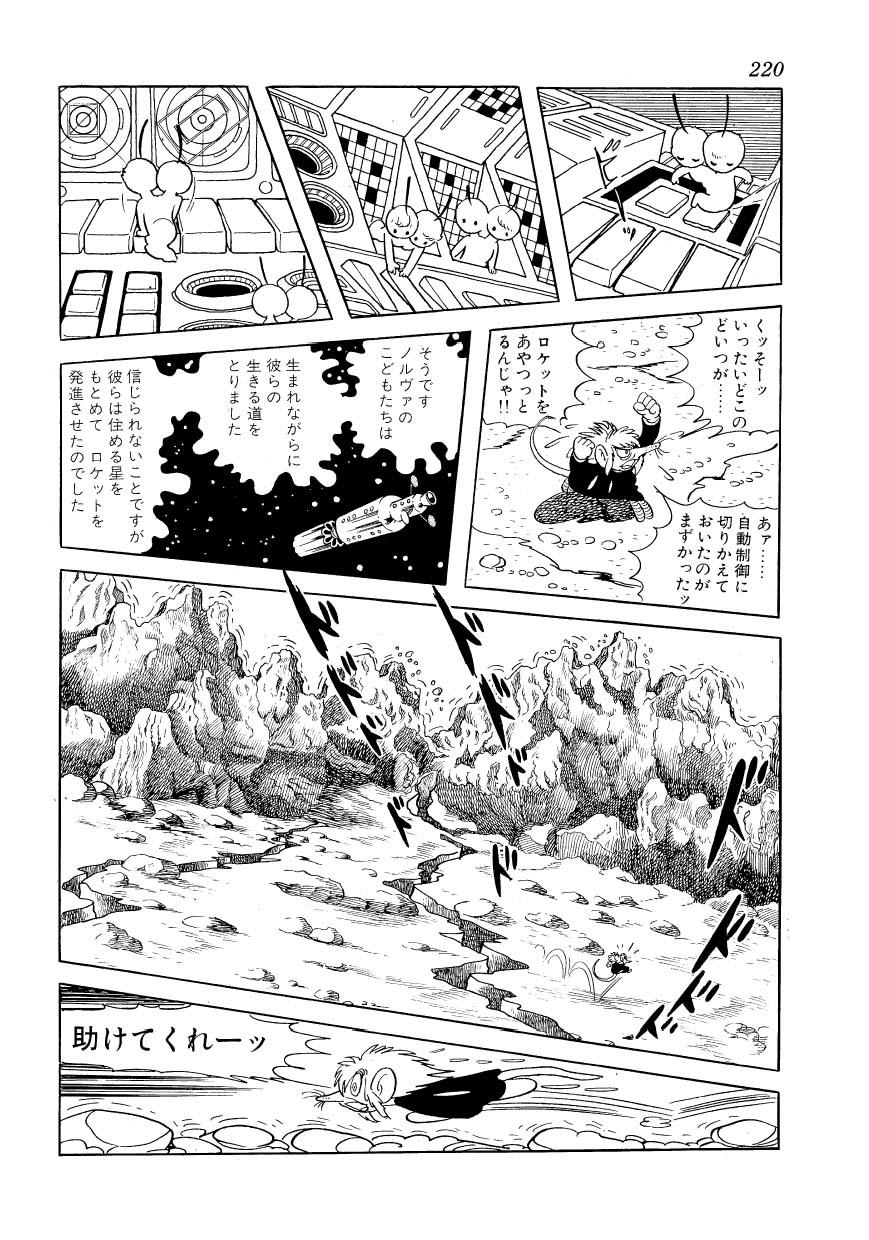 220
くッそーッ
いったいどこの
どいつが……
ロケットを
あやつっと
るんじゃ!!
あァ……
自動制御に
切りかえて
おいたのが
まずかったッ
そうです
ノルヴァの
こどもたちは
生まれながらに
彼らの
生きる道を
とりました
信じられないことですが
彼らは住める星を
もとめて ロケットを
発進させたのでした
ドドド
ドドド
ドド
ド
ドドド
助けてくれーッ